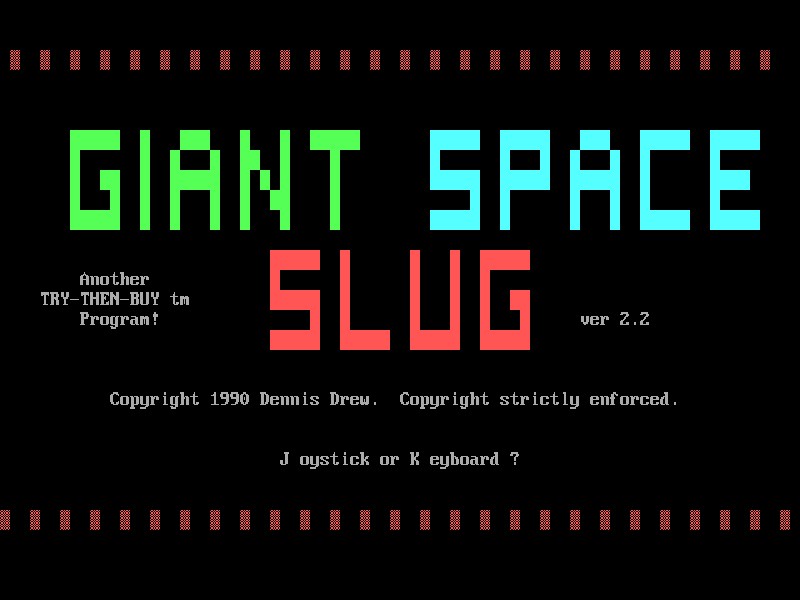 GIANT SPACE
SLUG
Another
TRY-THEN-BUY tm
Program!
ver 2.2
Copyright 1990 Dennis Drew.  Copyright strictly enforced.
J oystick or K eyboard ?